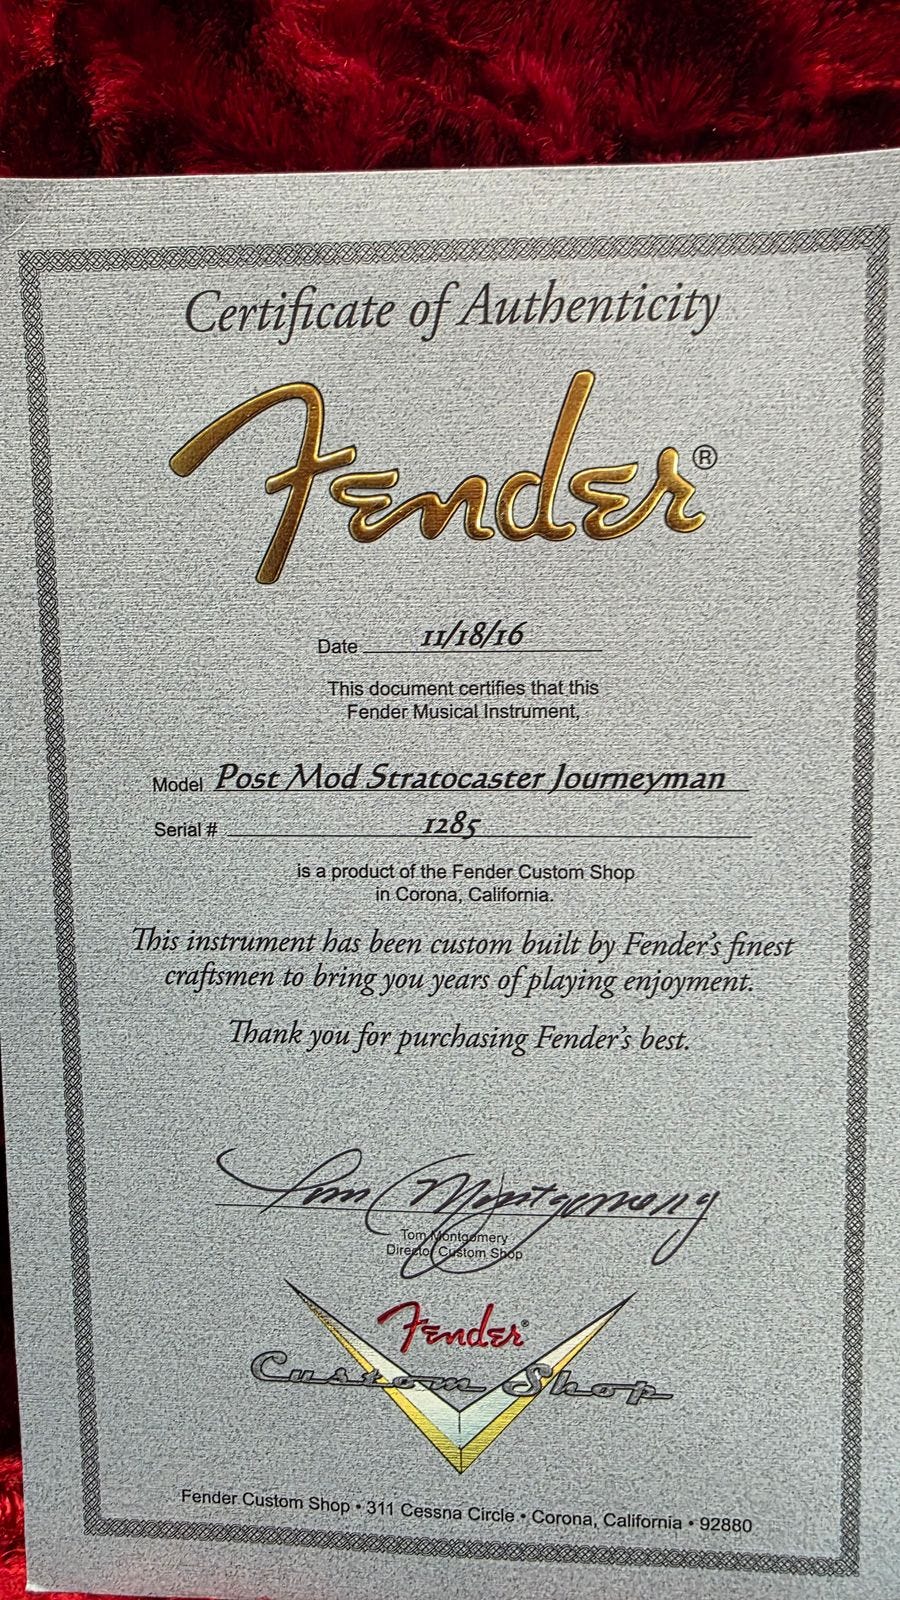 Certificate of Authenticity
Fender®
Date 11/18/16
This document certifies that this
Fender Musical Instrument,
Model Post Mod Stratocaster Journeyman
Serial # 1285
is a product of the Fender Custom Shop
in Corona, California.
This instrument has been custom built by Fender's finest
craftsmen to bring you years of playing enjoyment.
Thank you for purchasing Fender's best.
Tom Montgomery
Tom Montgomery
Director Custom Shop
Fender®
Custom Shop
Fender Custom Shop • 311 Cessna Circle • Corona, California • 92880